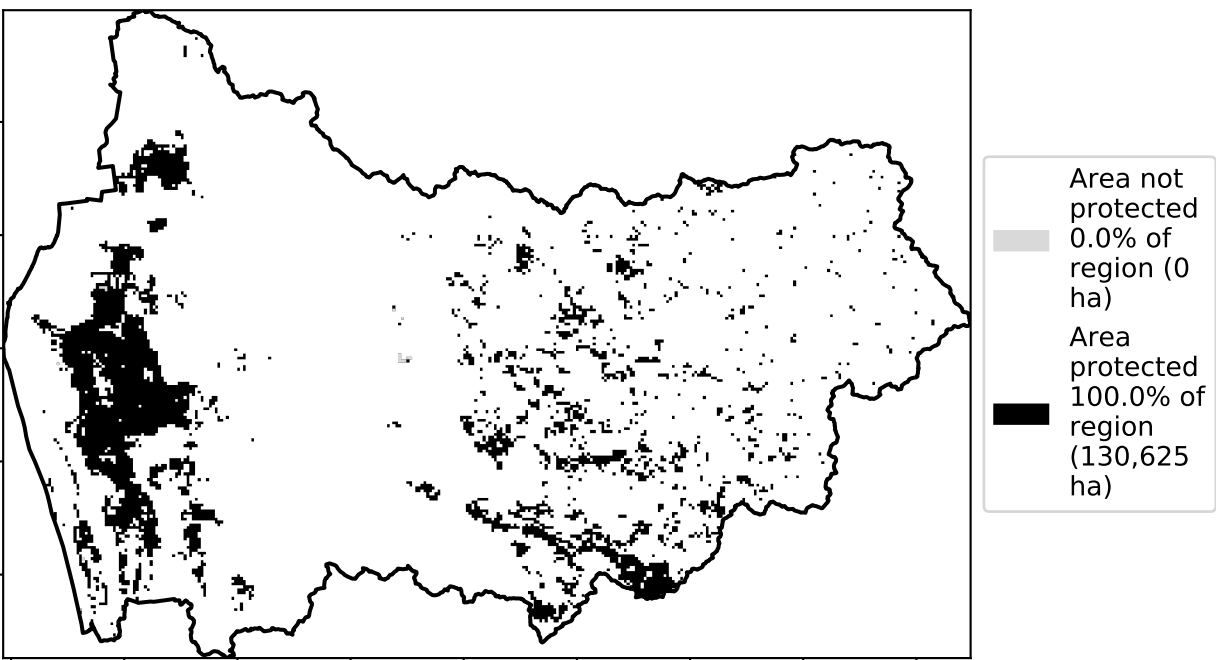 Area not
protected
0.0% of
region (0
ha)
Area
protected
100.0% of
region
(130,625
ha)